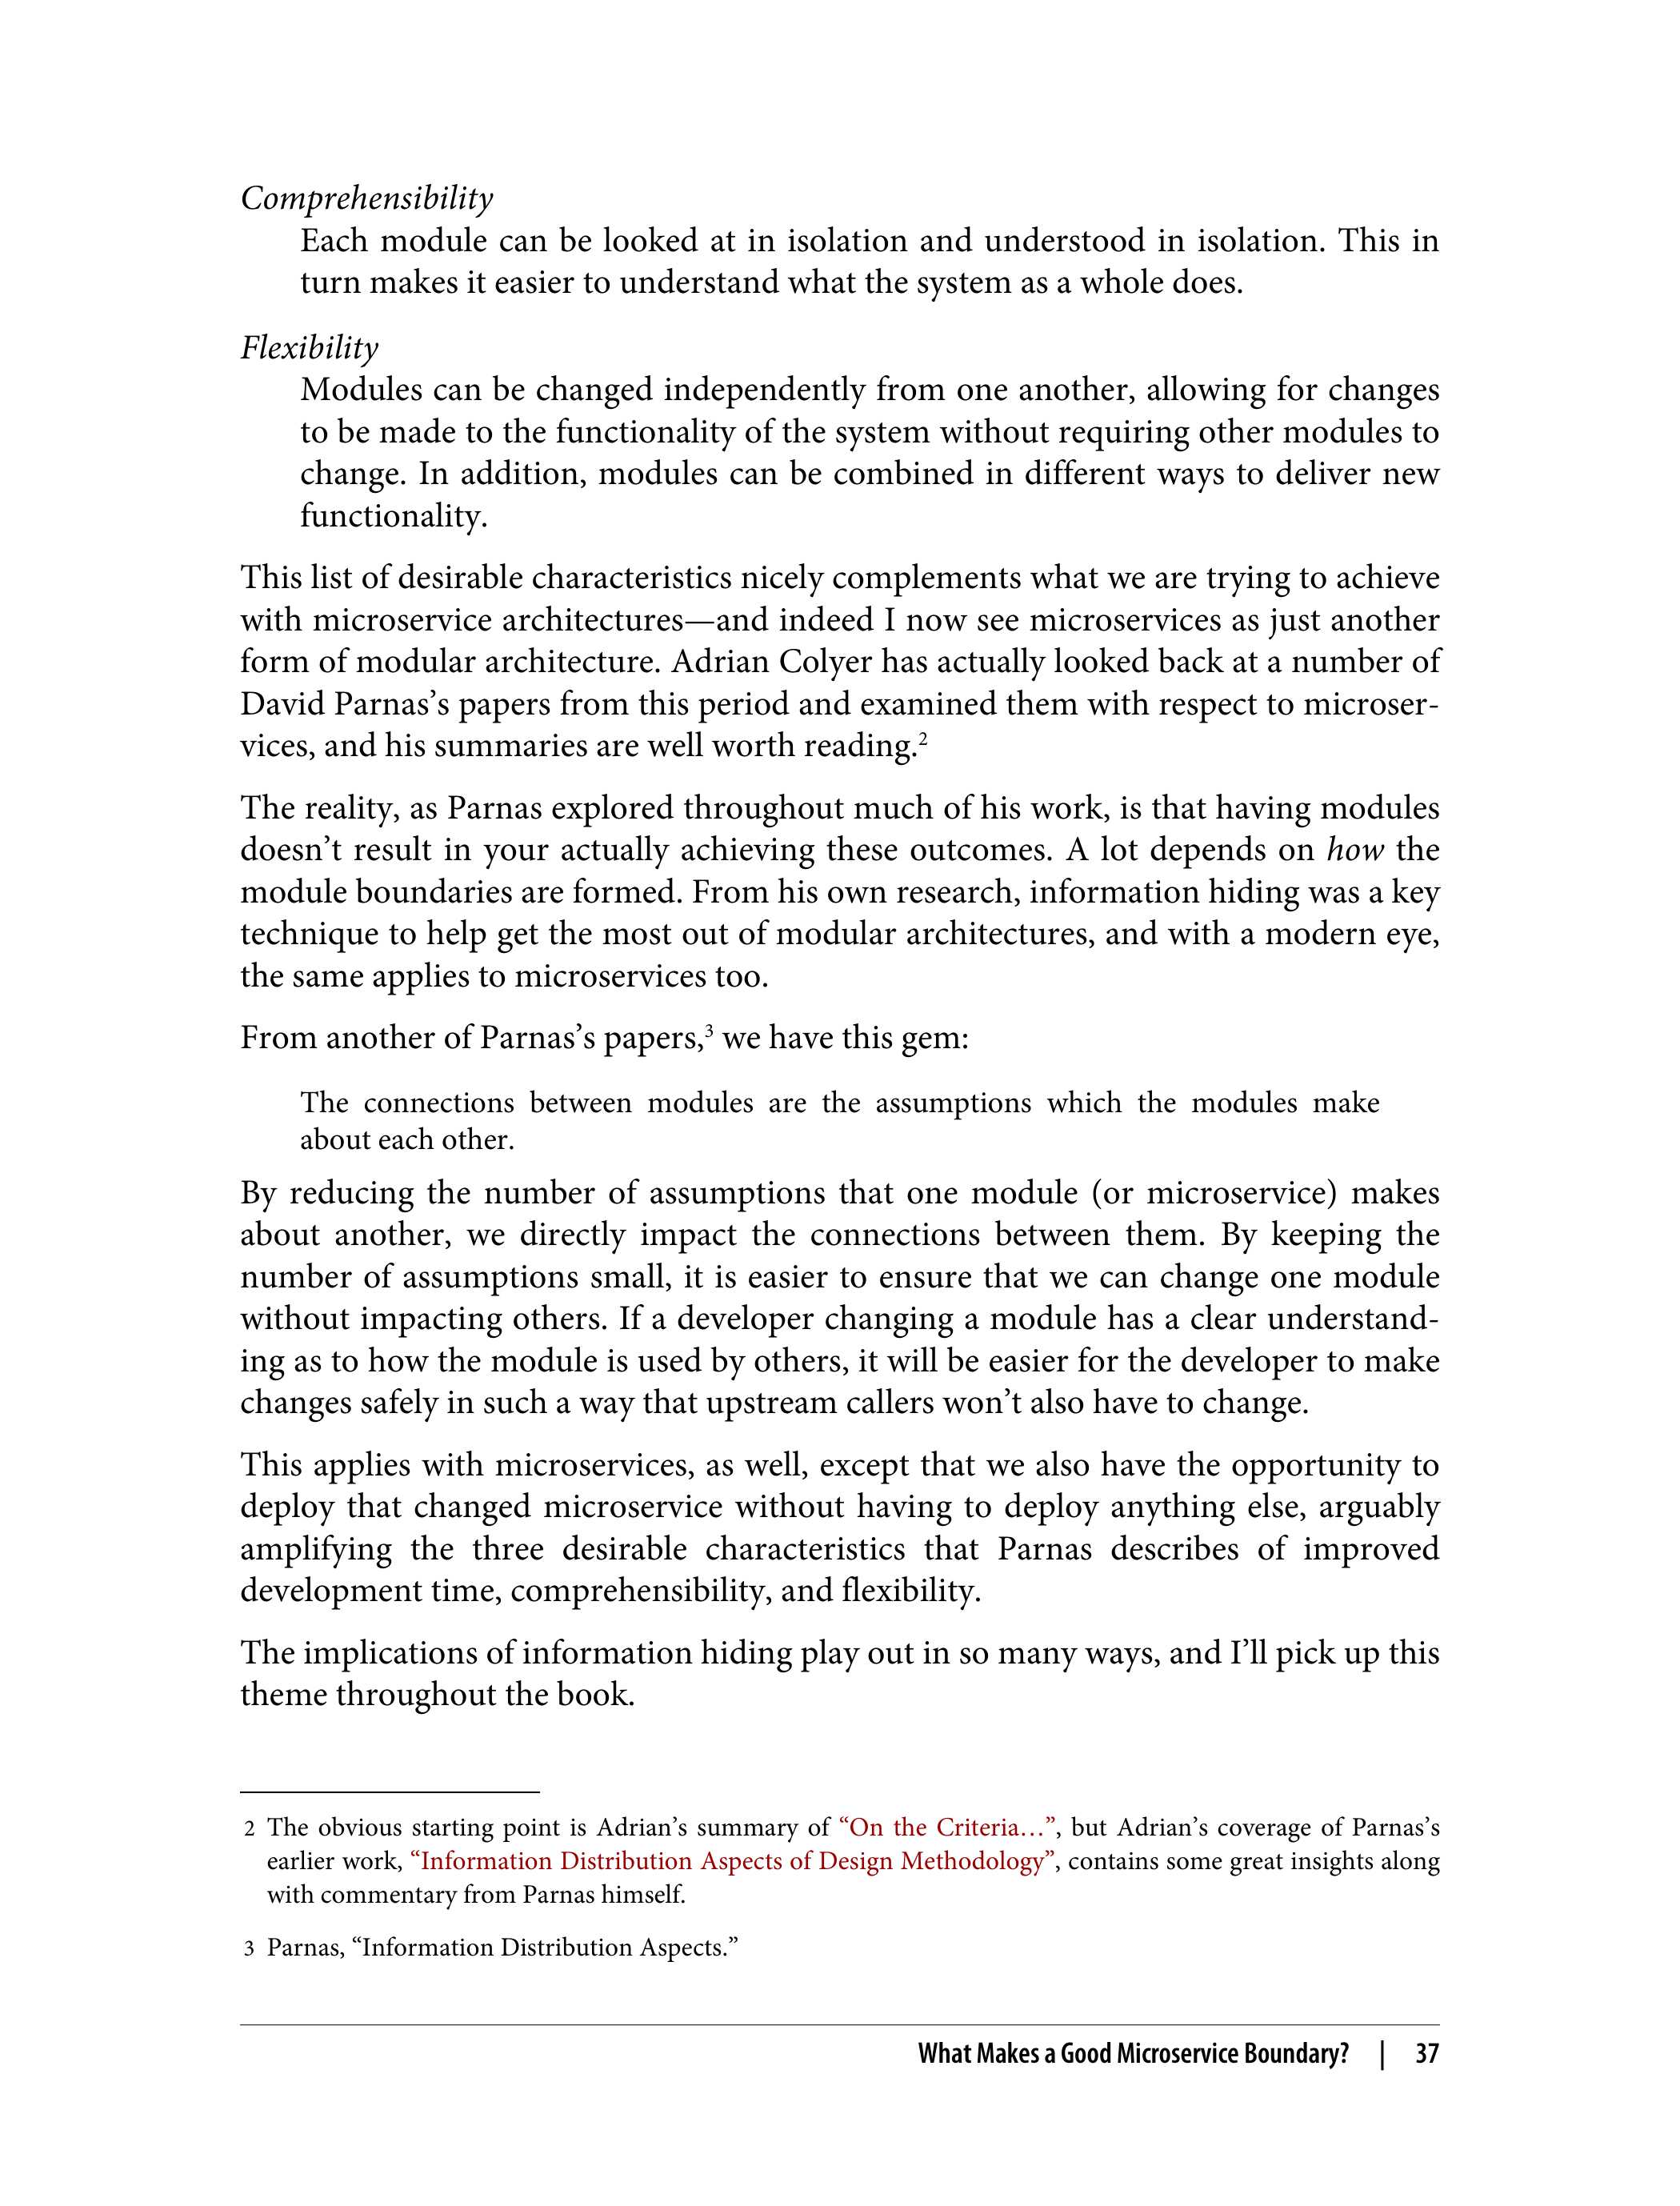 Comprehensibility
Each module can be looked at in isolation and understood in isolation. This in
turn makes it easier to understand what the system as a whole does.
Flexibility
Modules can be changed independently from one another, allowing for changes
to be made to the functionality of the system without requiring other modules to
change. In addition, modules can be combined in different ways to deliver new
functionality.
This list of desirable characteristics nicely complements what we are trying to achieve
with microservice architectures—and indeed I now see microservices as just another
form of modular architecture. Adrian Colyer has actually looked back at a number of
David Parnas’s papers from this period and examined them with respect to microser-
vices, and his summaries are well worth reading.²
The reality, as Parnas explored throughout much of his work, is that having modules
doesn’t result in your actually achieving these outcomes. A lot depends on how the
module boundaries are formed. From his own research, information hiding was a key
technique to help get the most out of modular architectures, and with a modern eye,
the same applies to microservices too.
From another of Parnas’s papers,³ we have this gem:
The connections between modules are the assumptions which the modules make
about each other.
By reducing the number of assumptions that one module (or microservice) makes
about another, we directly impact the connections between them. By keeping the
number of assumptions small, it is easier to ensure that we can change one module
without impacting others. If a developer changing a module has a clear understand-
ing as to how the module is used by others, it will be easier for the developer to make
changes safely in such a way that upstream callers won’t also have to change.
This applies with microservices, as well, except that we also have the opportunity to
deploy that changed microservice without having to deploy anything else, arguably
amplifying the three desirable characteristics that Parnas describes of improved
development time, comprehensibility, and flexibility.
The implications of information hiding play out in so many ways, and I’ll pick up this
theme throughout the book.
2 The obvious starting point is Adrian’s summary of “On the Criteria…”, but Adrian’s coverage of Parnas’s
earlier work, “Information Distribution Aspects of Design Methodology”, contains some great insights along
with commentary from Parnas himself.
3 Parnas, “Information Distribution Aspects.”
What Makes a Good Microservice Boundary? | 37